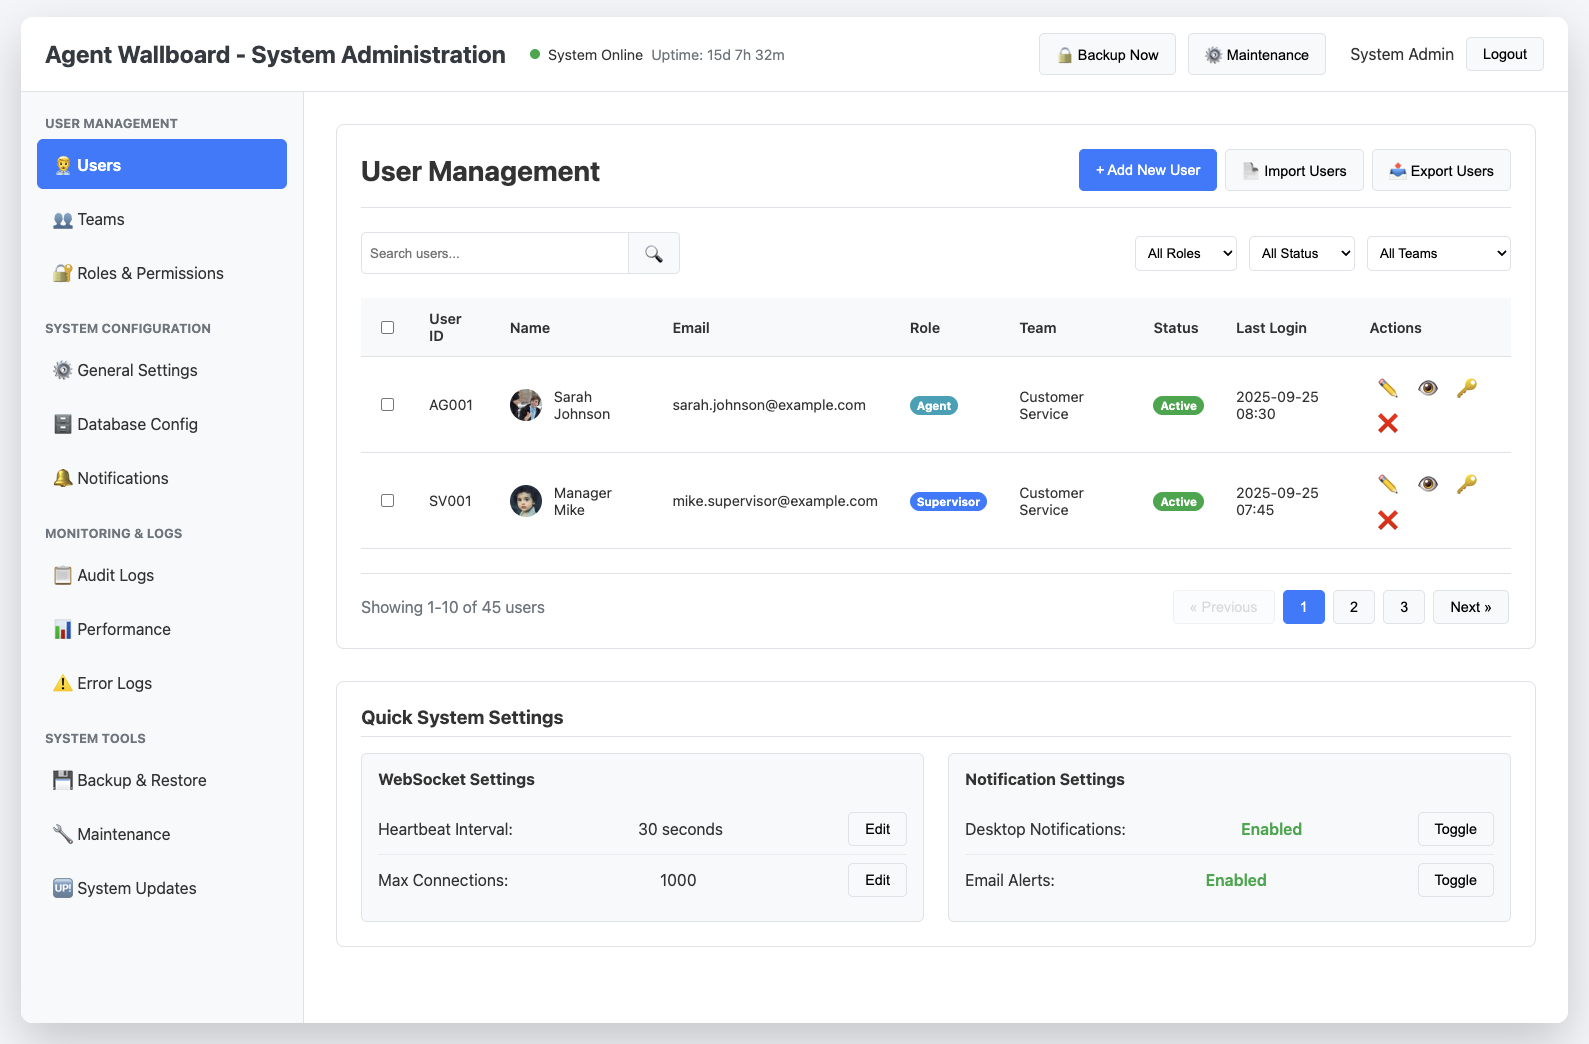 Agent Wallboard - System Administration
System Online Uptime: 15d 7h 32m
Backup Now
Maintenance
System Admin
Logout
USER MANAGEMENT
Users
Teams
Roles & Permissions
SYSTEM CONFIGURATION
General Settings
Database Config
Notifications
MONITORING & LOGS
Audit Logs
Performance
Error Logs
SYSTEM TOOLS
Backup & Restore
Maintenance
UP!
System Updates
User Management
+ Add New User
Import Users
Export Users
Search users...
All Roles
All Status
All Teams
User
ID
Name
Email
Role
Team
Status
Last Login
Actions
AG001
Sarah
Johnson
sarah.johnson@example.com
Agent
Customer
Service
Active
2025-09-25
08:30
SV001
Manager
Mike
mike.supervisor@example.com
Supervisor
Customer
Service
Active
2025-09-25
07:45
Showing 1-10 of 45 users
« Previous
1
2
3
Next »
Quick System Settings
WebSocket Settings
Heartbeat Interval: 30 seconds Edit
Max Connections: 1000 Edit
Notification Settings
Desktop Notifications: Enabled Toggle
Email Alerts: Enabled Toggle